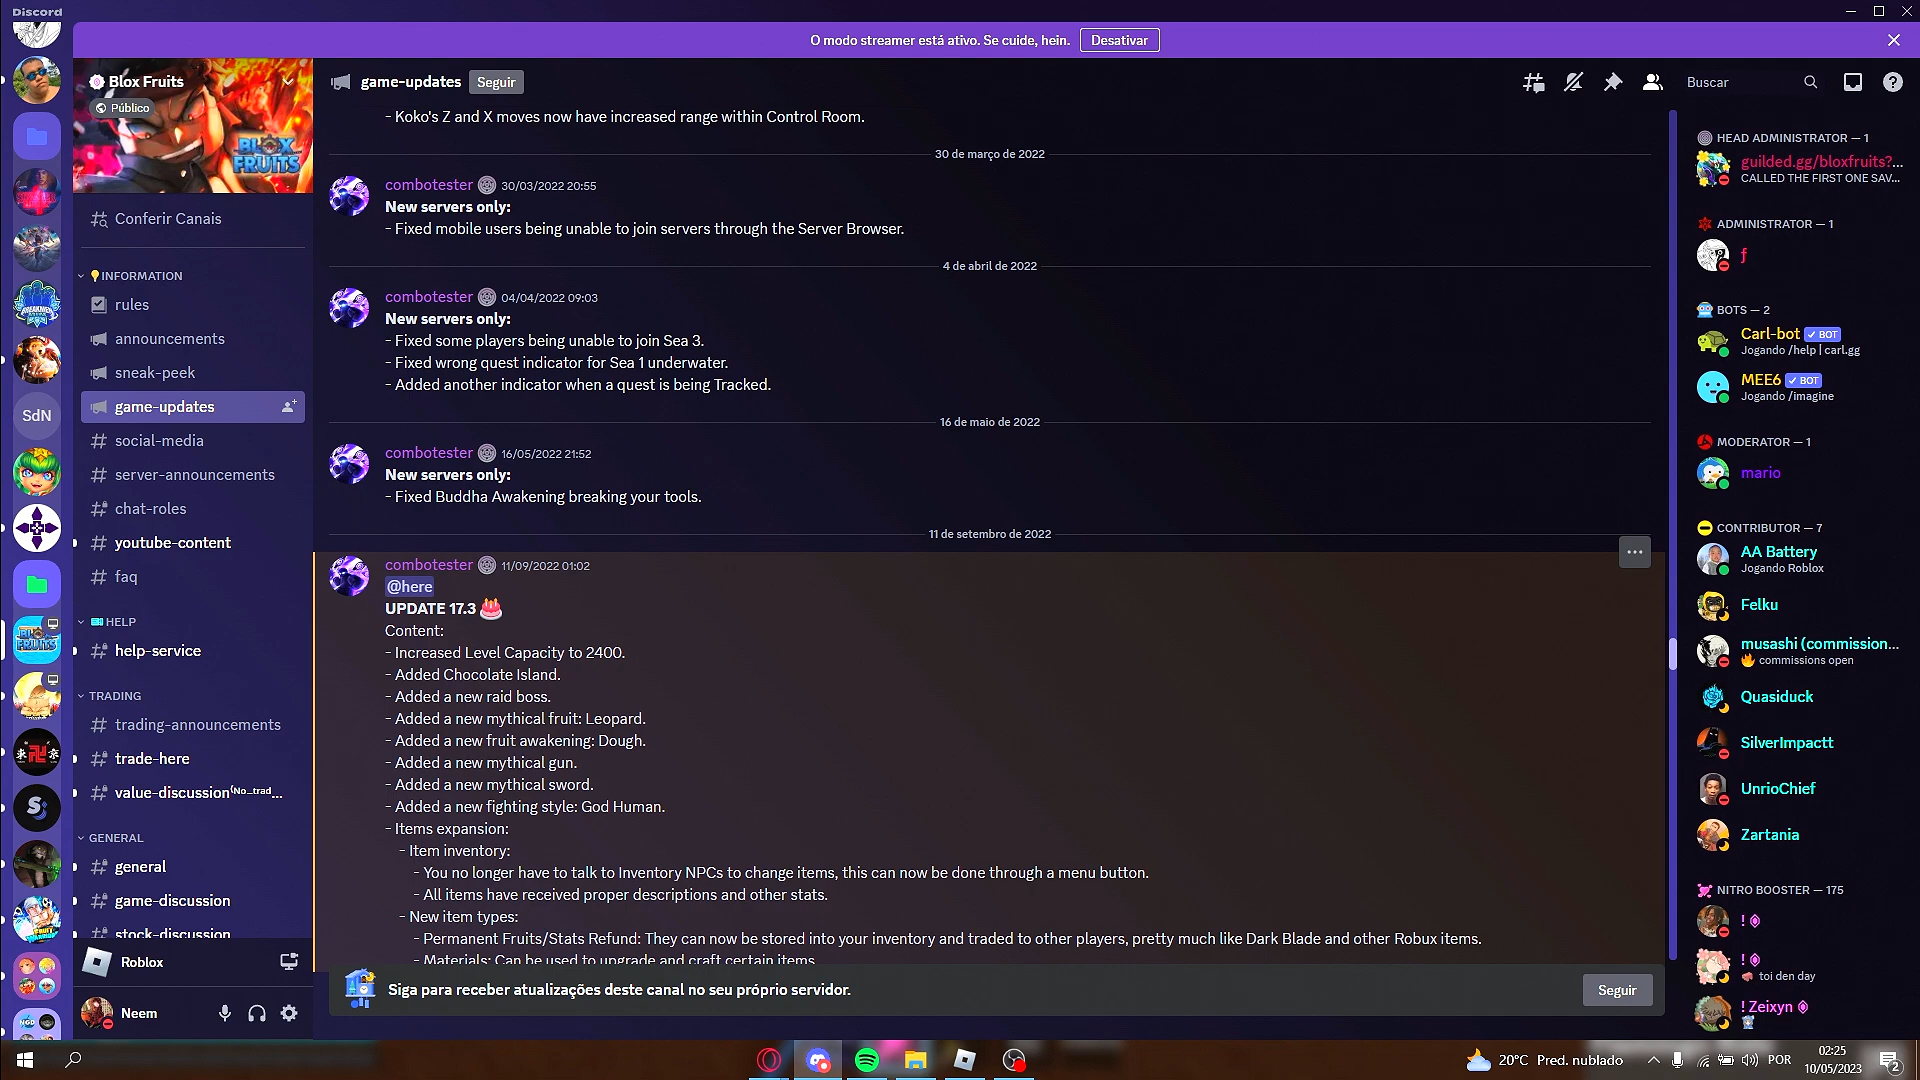 Discord
O modo streamer está ativo. Se cuide, hein.
Desativar
Blox Fruits
Público
BLOX FRUITS
Conferir Canais
INFORMATION
rules
announcements
sneak-peek
game-updates
social-media
server-announcements
chat-roles
youtube-content
faq
HELP
help-service
TRADING
trading-announcements
trade-here
value-discussion⁽ᴺᵒ_ᵗʳᵃᵈ...
GENERAL
general
game-discussion
stock-discussion
SdN
Roblox
Neem
game-updates
Seguir
Buscar
- Koko's Z and X moves now have increased range within Control Room.
30 de março de 2022
combotester 30/03/2022 20:55
New servers only:
- Fixed mobile users being unable to join servers through the Server Browser.
4 de abril de 2022
combotester 04/04/2022 09:03
New servers only:
- Fixed some players being unable to join Sea 3.
- Fixed wrong quest indicator for Sea 1 underwater.
- Added another indicator when a quest is being Tracked.
16 de maio de 2022
combotester 16/05/2022 21:52
New servers only:
- Fixed Buddha Awakening breaking your tools.
11 de setembro de 2022
combotester 11/09/2022 01:02
@here
UPDATE 17.3 🎂
Content:
- Increased Level Capacity to 2400.
- Added Chocolate Island.
- Added a new raid boss.
- Added a new mythical fruit: Leopard.
- Added a new fruit awakening: Dough.
- Added a new mythical gun.
- Added a new mythical sword.
- Added a new fighting style: God Human.
- Items expansion:
- Item inventory:
- You no longer have to talk to Inventory NPCs to change items, this can now be done through a menu button.
- All items have received proper descriptions and other stats.
- New item types:
- Permanent Fruits/Stats Refund: They can now be stored into your inventory and traded to other players, pretty much like Dark Blade and other Robux items.
- Materials: Can be used to upgrade and craft certain items.
Siga para receber atualizações deste canal no seu próprio servidor.
Seguir
HEAD ADMINISTRATOR — 1
guilded.gg/bloxfruits?...
CALLED THE FIRST ONE SAV...
ADMINISTRATOR — 1
ƒ
BOTS — 2
Carl-bot ✓ BOT
Jogando /help | carl.gg
MEE6 ✓ BOT
Jogando /imagine
MODERATOR — 1
mario
CONTRIBUTOR — 7
AA Battery
Jogando Roblox
Felku
musashi (commission...
🔥 commissions open
Quasiduck
SilverImpactt
UnrioChief
Zartania
NITRO BOOSTER — 175
!
!
toi den day
! Zeixyn
20°C Pred. nublado
POR
02:25
10/05/2023
2